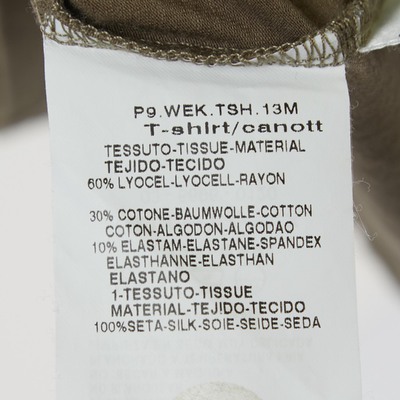 P9.WEK.TSH.13M
T-shirt/canott
TESSUTO-TISSUE-MATERIAL
TEJIDO-TECIDO
60% LYOCEL-LYOCELL-RAYON
30% COTONE-BAUMWOLLE-COTTON
COTON-ALGODON-ALGODAO
10% ELASTAM-ELASTANE-SPANDEX
ELASTHANNE-ELASTHAN
ELASTANO
1-TESSUTO-TISSUE
MATERIAL-TEJIDO-TECIDO
100%SETA-SILK-SOIE-SEIDE-SEDA